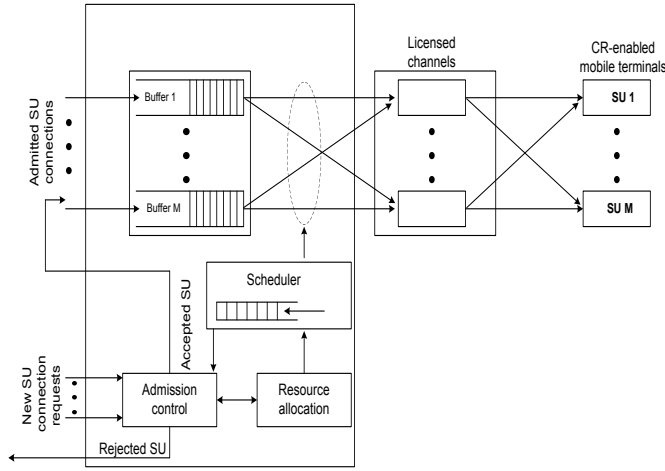 Licensed
channels
CR-enabled
mobile terminals
Admitted SU
connections
Buffer 1
SU 1
Buffer M
SU M
Scheduler
Accepted SU
New SU
connection
requests
Admission
control
Resource
allocation
Rejected SU